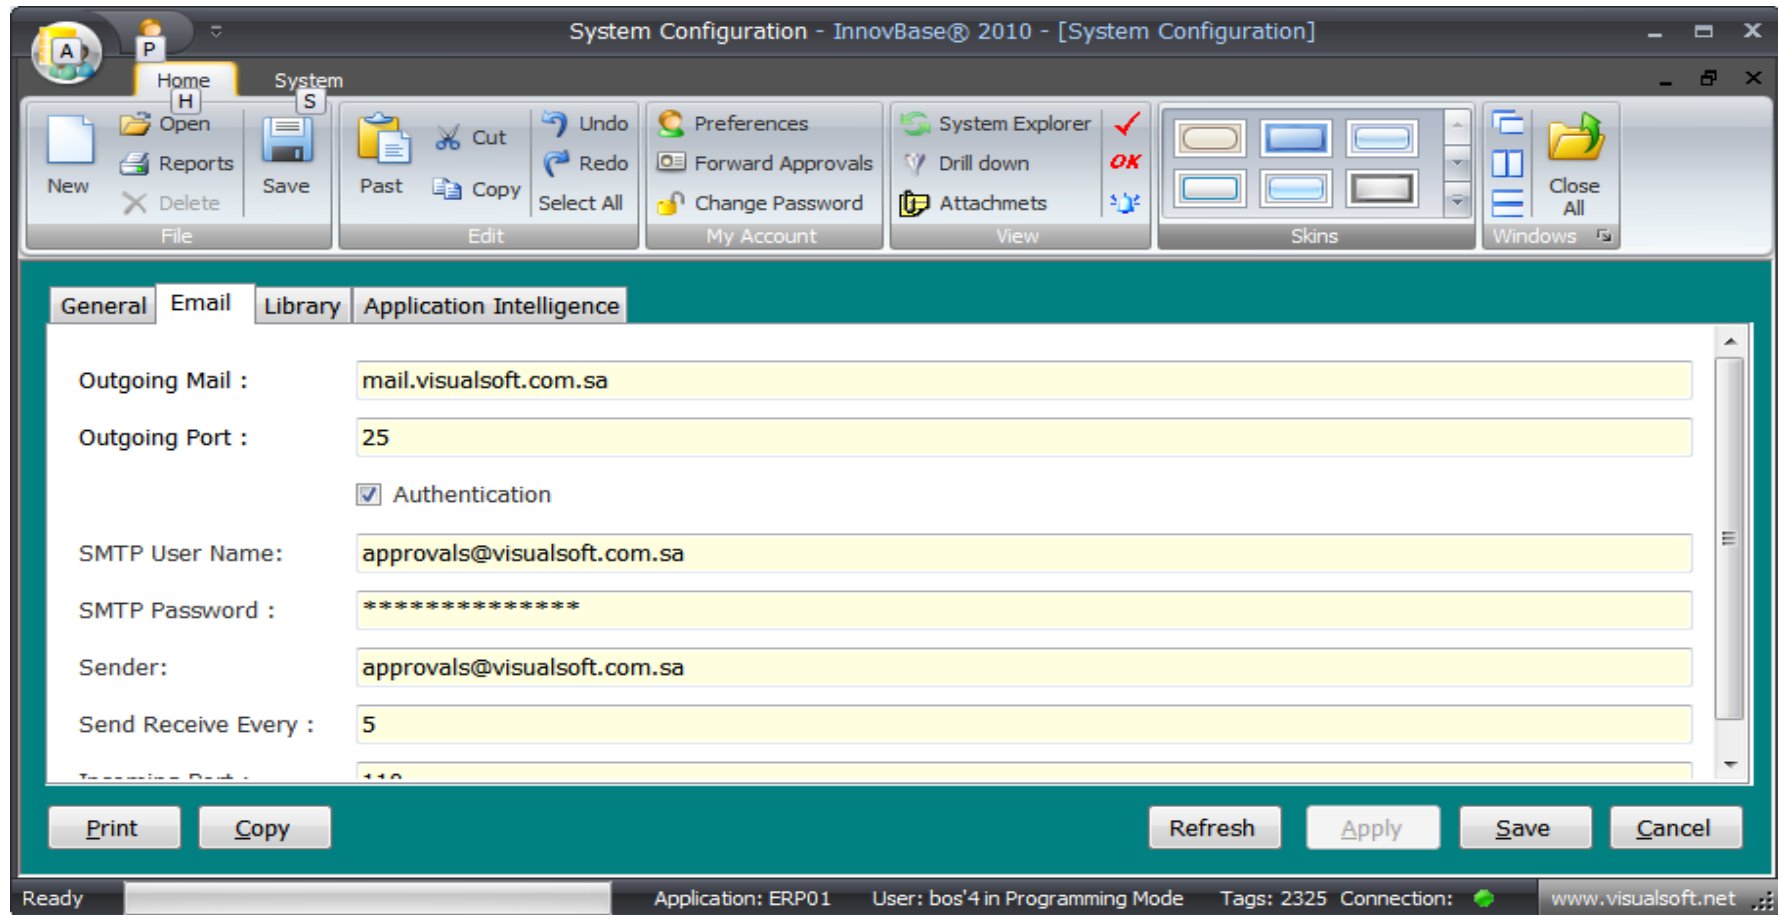 System Configuration - InnovBase® 2010 - [System Configuration]
A P
Home System
H S
New Open Reports Delete Save
File
Past Cut Copy Undo Redo Select All
Edit
Preferences
Forward Approvals
Change Password
My Account
System Explorer
Drill down OK
Attachmets
View
Skins
Close All
Windows
General Email Library Application Intelligence
Outgoing Mail : mail.visualsoft.com.sa
Outgoing Port : 25
Authentication
SMTP User Name: approvals@visualsoft.com.sa
SMTP Password : **************
Sender: approvals@visualsoft.com.sa
Send Receive Every : 5
Incoming Port : 110
Print Copy Refresh Apply Save Cancel
Ready Application: ERP01 User: bos'4 in Programming Mode Tags: 2325 Connection: www.visualsoft.net